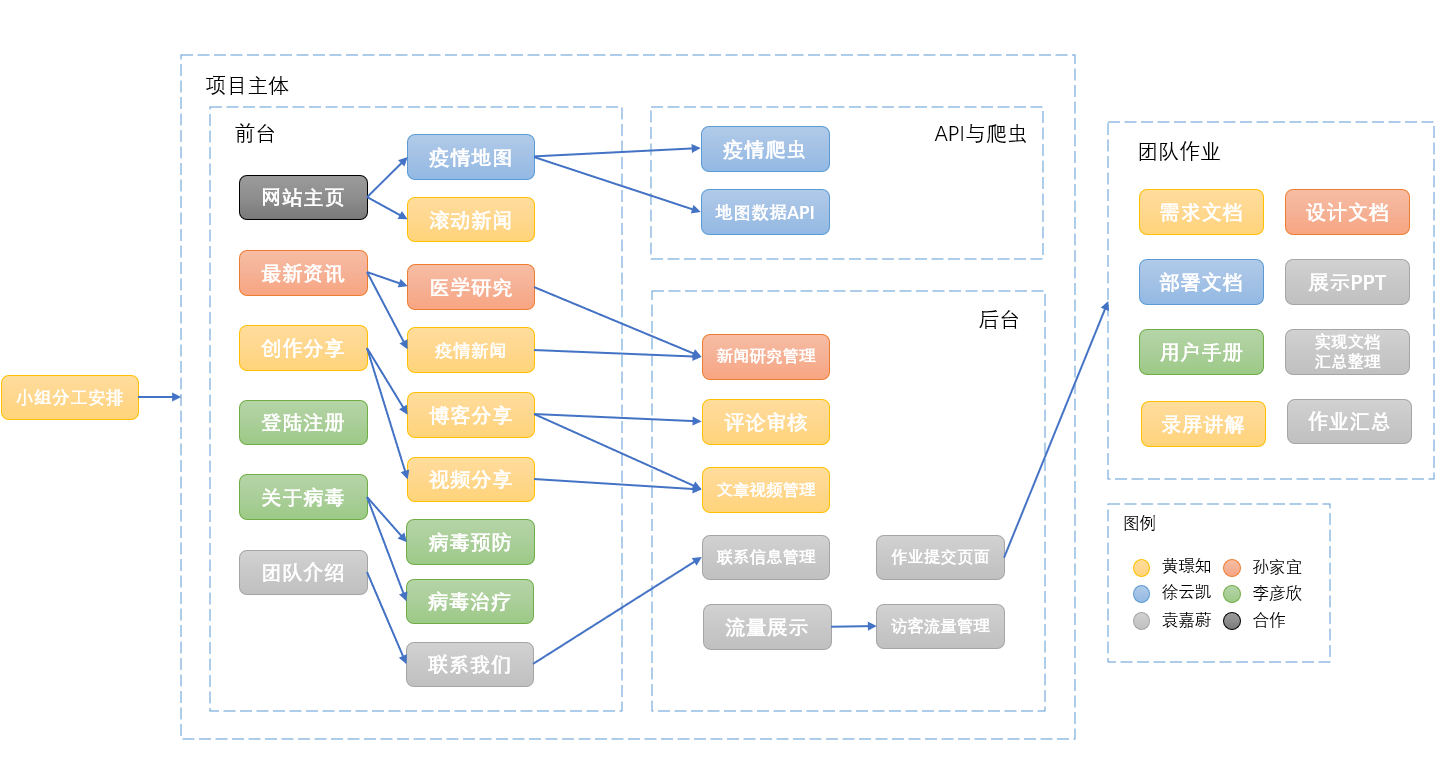 小组分工安排
项目主体
前台
网站主页
最新资讯
创作分享
登陆注册
关于病毒
团队介绍
疫情地图
滚动新闻
医学研究
疫情新闻
博客分享
视频分享
病毒预防
病毒治疗
联系我们
API与爬虫
疫情爬虫
地图数据API
后台
新闻研究管理
评论审核
文章视频管理
联系信息管理
作业提交页面
流量展示
访客流量管理
团队作业
需求文档
设计文档
部署文档
展示PPT
用户手册
实现文档
汇总整理
录屏讲解
作业汇总
图例
黄璟知
孙家宜
徐云凯
李彦欣
袁嘉蔚
合作